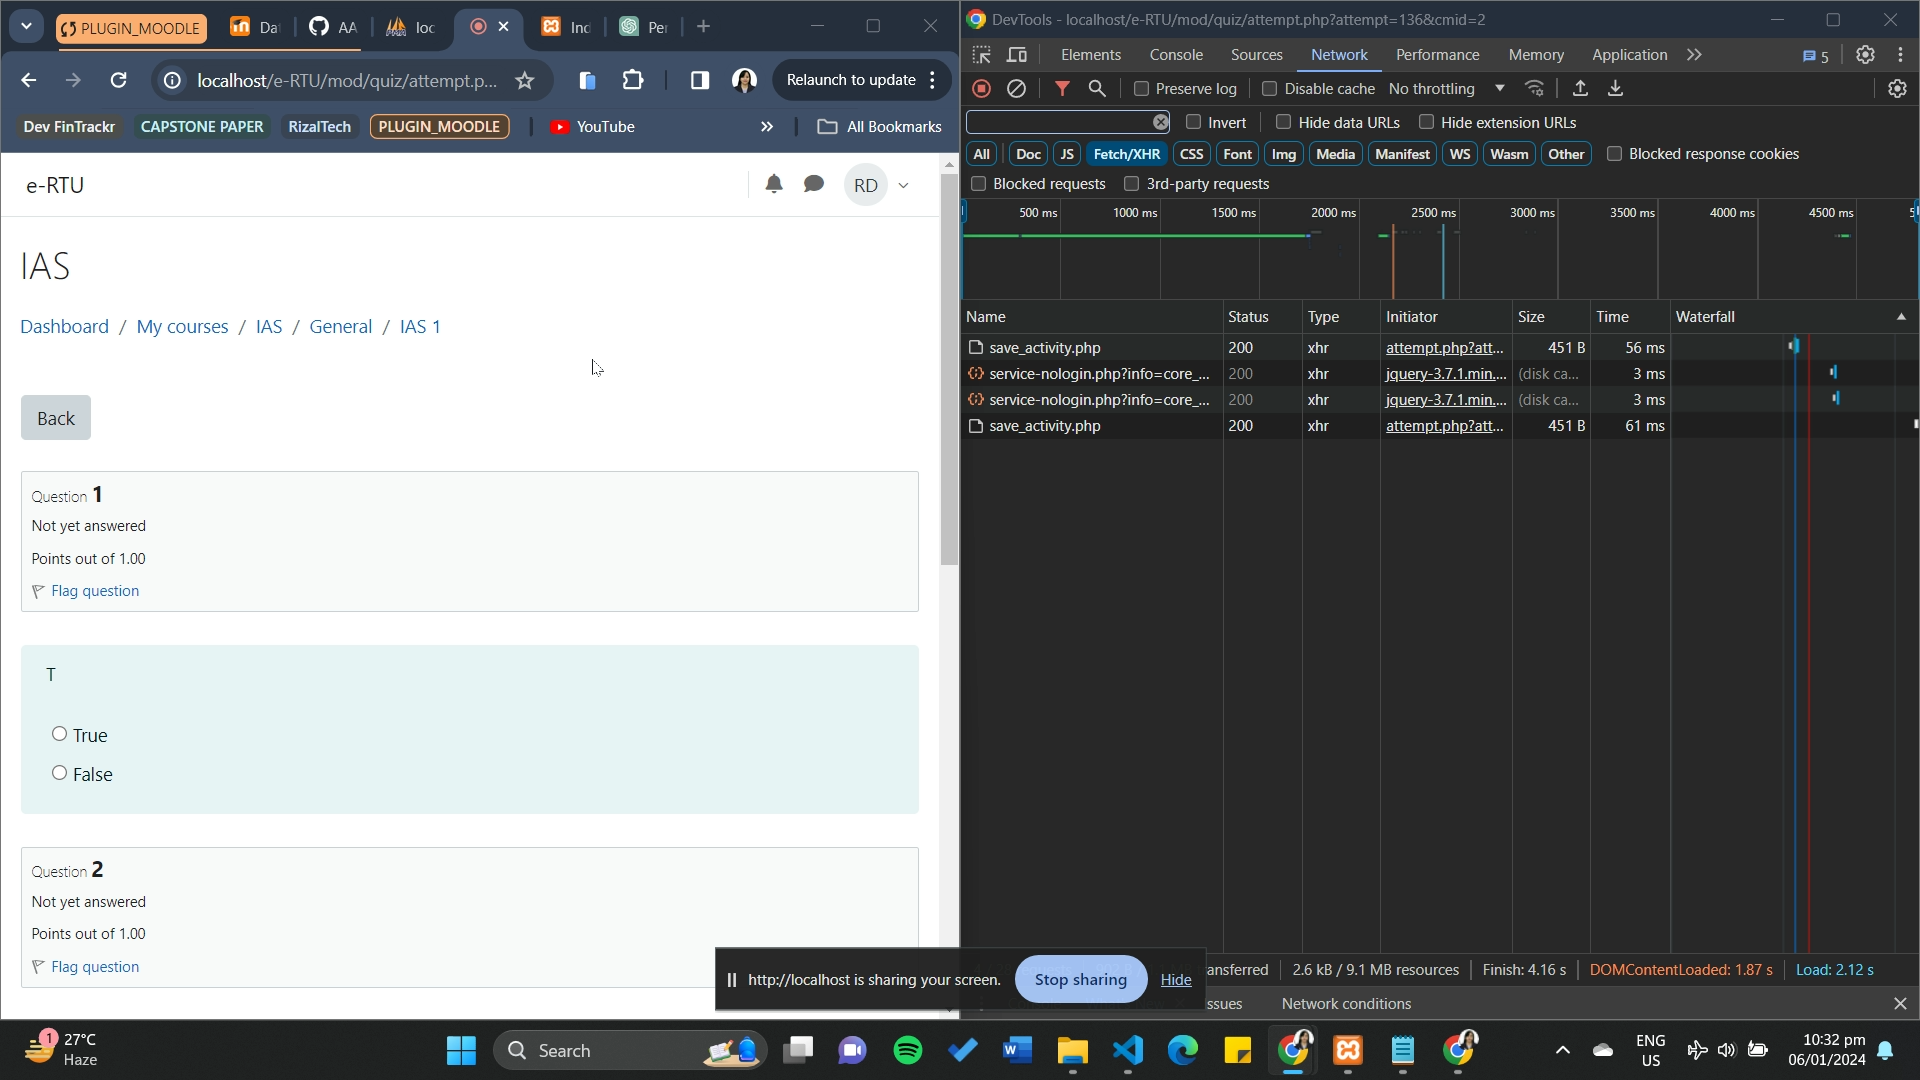 PLUGIN_MOODLE
Da
AA
loc
Inc
Per
localhost/e-RTU/mod/quiz/attempt.p...
Relaunch to update
Dev FinTrackr
CAPSTONE PAPER
RizalTech
PLUGIN_MOODLE
YouTube
All Bookmarks
e-RTU
RD
IAS
Dashboard / My courses / IAS / General / IAS 1
Back
Question 1
Not yet answered
Points out of 1.00
Flag question
T
True
False
Question 2
Not yet answered
Points out of 1.00
Flag question
DevTools - localhost/e-RTU/mod/quiz/attempt.php?attempt=136&cmid=2
Elements Console Sources Network Performance Memory Application 5
Preserve log Disable cache No throttling
Invert Hide data URLs Hide extension URLs
All Doc JS Fetch/XHR CSS Font Img Media Manifest WS Wasm Other Blocked response cookies
Blocked requests 3rd-party requests
500 ms 1000 ms 1500 ms 2000 ms 2500 ms 3000 ms 3500 ms 4000 ms 4500 ms 5
Name Status Type Initiator Size Time Waterfall
save_activity.php 200 xhr attempt.php?att... 451 B 56 ms
service-nologin.php?info=core_... 200 xhr jquery-3.7.1.min.... (disk ca... 3 ms
service-nologin.php?info=core_... 200 xhr jquery-3.7.1.min.... (disk ca... 3 ms
save_activity.php 200 xhr attempt.php?att... 451 B 61 ms
ansferred 2.6 kB / 9.1 MB resources Finish: 4.16 s DOMContentLoaded: 1.87 s Load: 2.12 s
ssues Network conditions
http://localhost is sharing your screen. Stop sharing Hide
1
27°C
Haze
Search
ENG
US
10:32 pm
06/01/2024